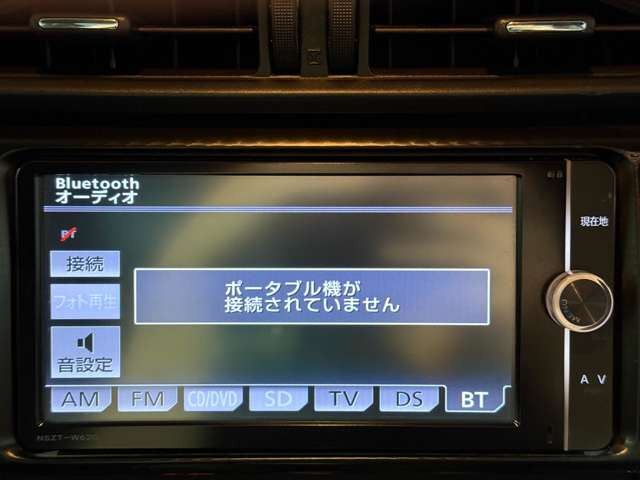 Bluetooth
オーディオ
BT
接続
フォト再生
ポータブル機が
接続されていません
音設定
AM FM CD/DVD SD TV DS BT
現在地
MENU
A V